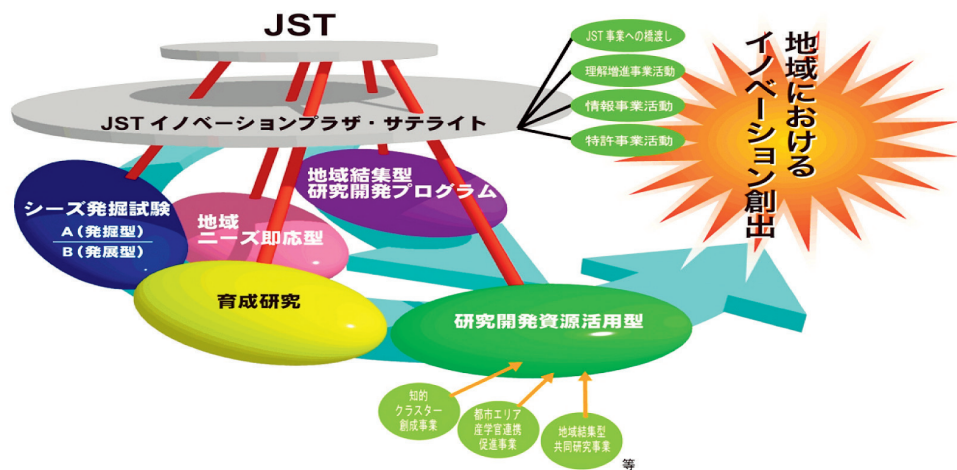 JST
JST イノベーションプラザ・サテライト
JST 事業への橋渡し
理解増進事業活動
情報事業活動
特許事業活動
地域における
イノベーション創出
地域結集型
研究開発プログラム
シーズ発掘試験
A(発掘型)
B(発展型)
地域
ニーズ即応型
育成研究
研究開発資源活用型
知的
クラスター
創成事業
都市エリア
産学官連携
促進事業
地域結集型
共同研究事業
等